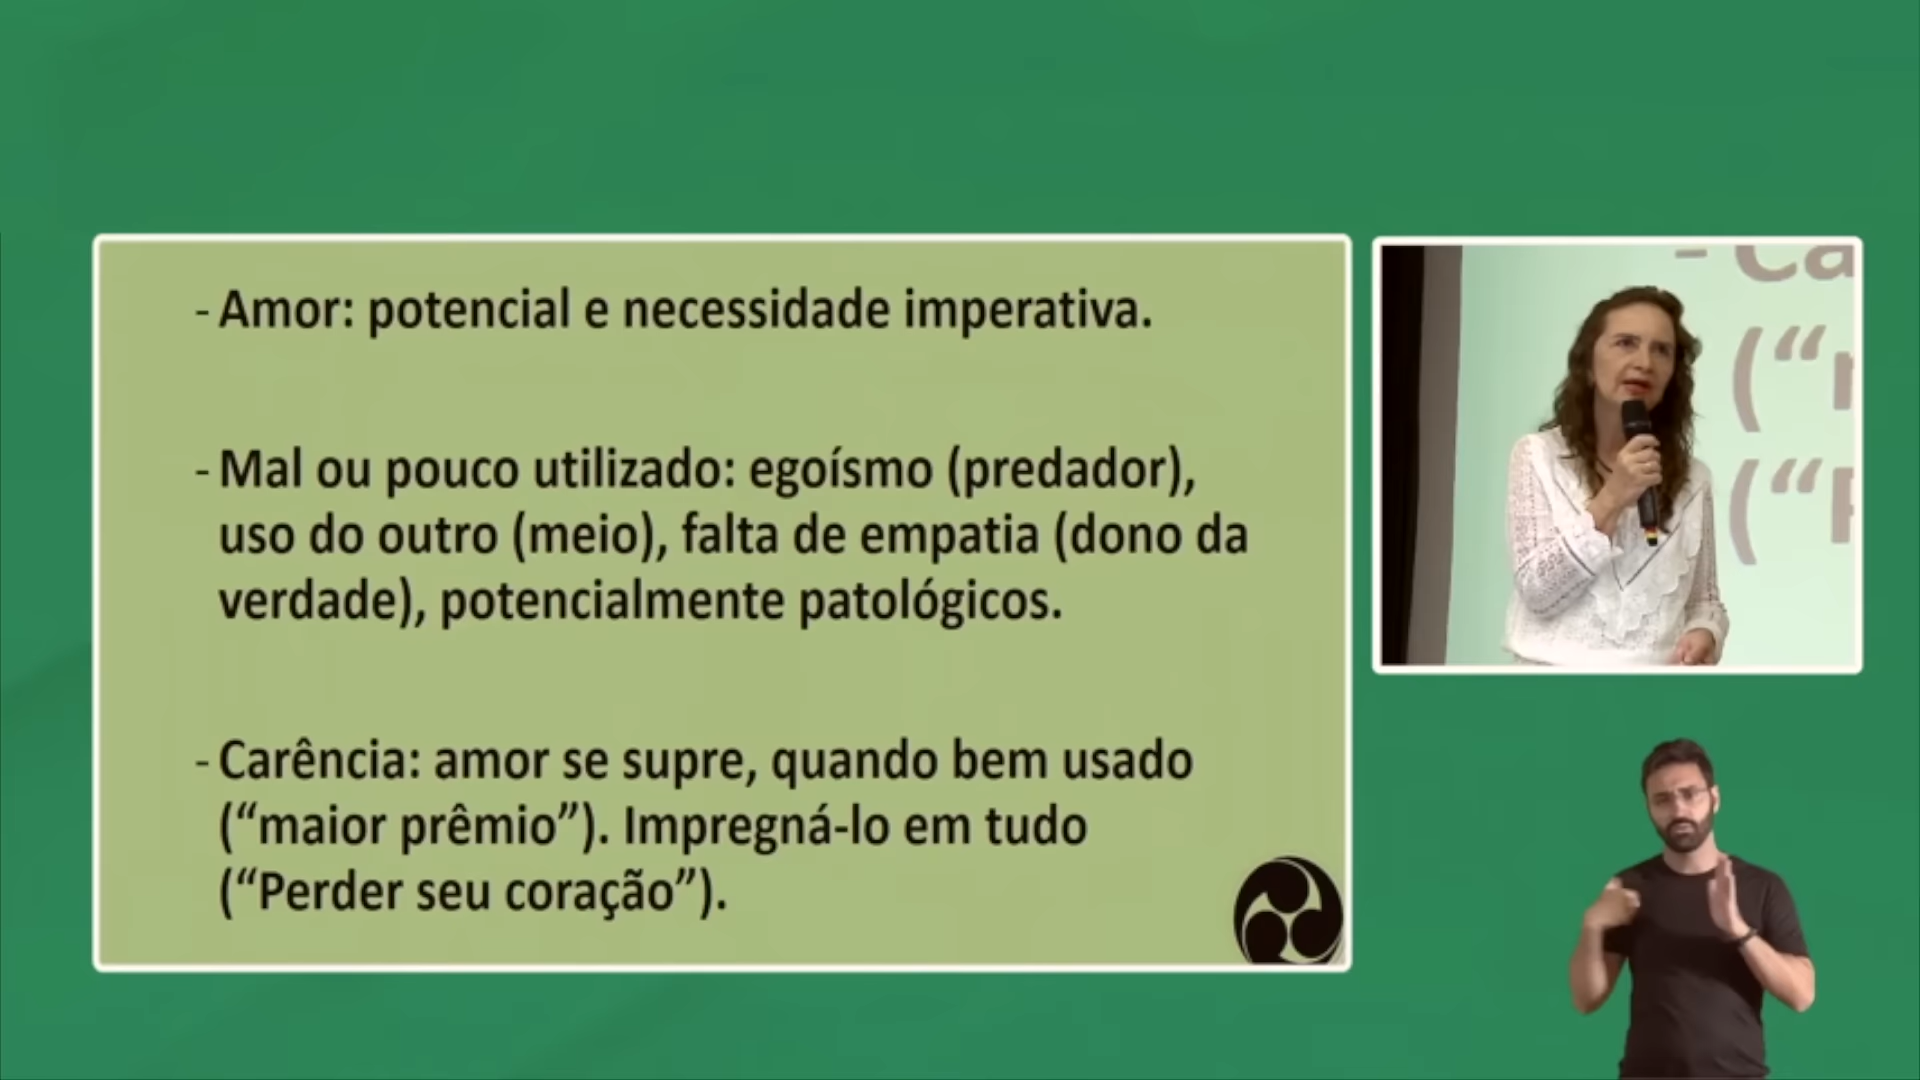 - Amor: potencial e necessidade imperativa.
- Mal ou pouco utilizado: egoísmo (predador),
uso do outro (meio), falta de empatia (dono da
verdade), potencialmente patológicos.
- Carência: amor se supre, quando bem usado
(“maior prêmio”). Impregná-lo em tudo
(“Perder seu coração”).
- Ca
(“
(“